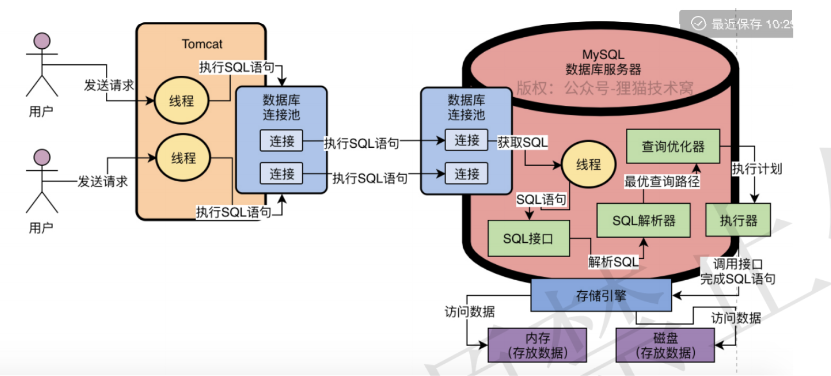 最近保存 10:25
Tomcat
MySQL
数据库服务器
版权：公众号-狸猫技术窝
执行SQL语句
发送请求
线程
用户
数据库
连接池
数据库
连接池
连接
执行SQL语句
连接
获取SQL
线程
查询优化器
执行计划
线程
发送请求
连接
执行SQL语句
连接
最优查询路径
SQL语句
执行SQL语句
用户
SQL接口
SQL解析器
执行器
解析SQL
调用接口
完成SQL语句
存储引擎
访问数据
访问数据
内存
（存放数据）
磁盘
（存放数据）